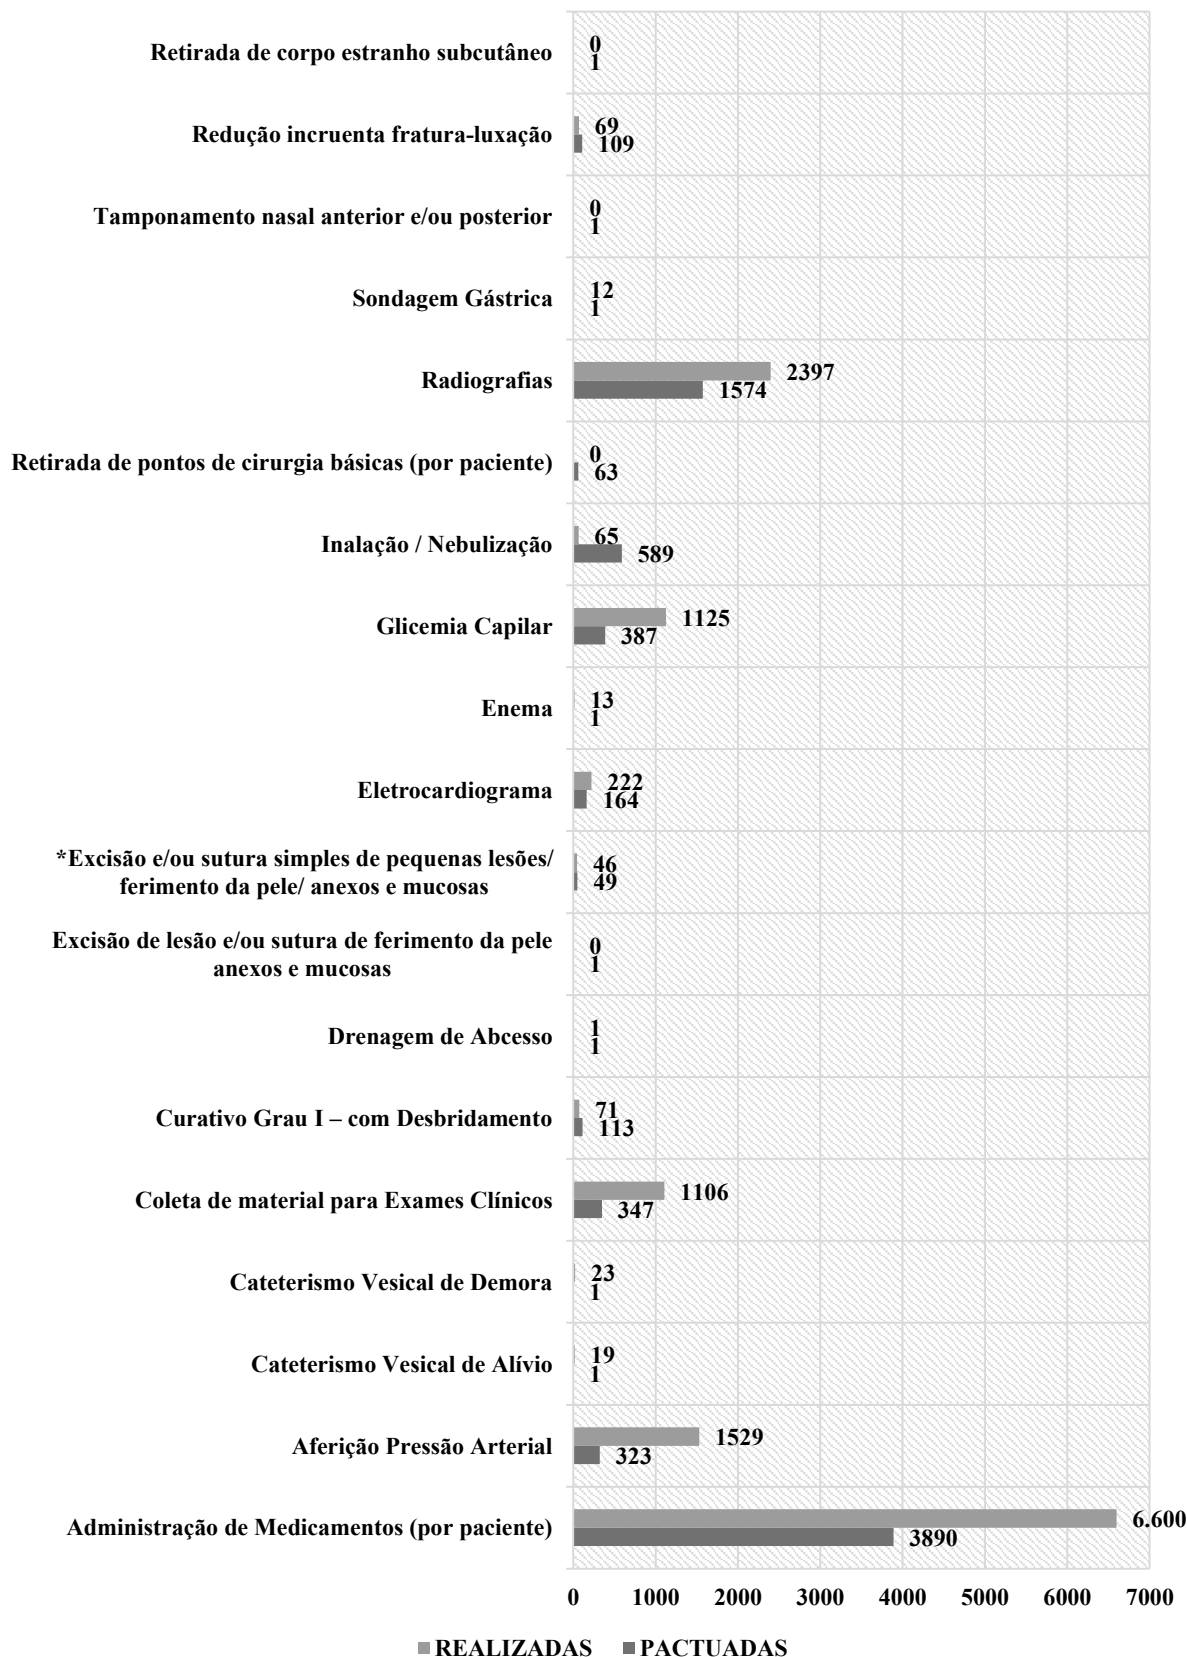 Retirada de corpo estranho subcutâneo
0
1
Redução incruenta fratura-luxação
69
109
Tamponamento nasal anterior e/ou posterior
0
1
Sondagem Gástrica
12
1
Radiografias
2397
1574
Retirada de pontos de cirurgia básicas (por paciente)
0
63
Inalação / Nebulização
65
589
Glicemia Capilar
1125
387
Enema
13
1
Eletrocardiograma
222
164
*Excisão e/ou sutura simples de pequenas lesões/
ferimento da pele/ anexos e mucosas
46
49
Excisão de lesão e/ou sutura de ferimento da pele
anexos e mucosas
0
1
Drenagem de Abcesso
1
1
Curativo Grau I – com Desbridamento
71
113
Coleta de material para Exames Clínicos
1106
347
Cateterismo Vesical de Demora
23
1
Cateterismo Vesical de Alívio
19
1
Aferição Pressão Arterial
1529
323
Administração de Medicamentos (por paciente)
6.600
3890
0 1000 2000 3000 4000 5000 6000 7000
REALIZADAS PACTUADAS